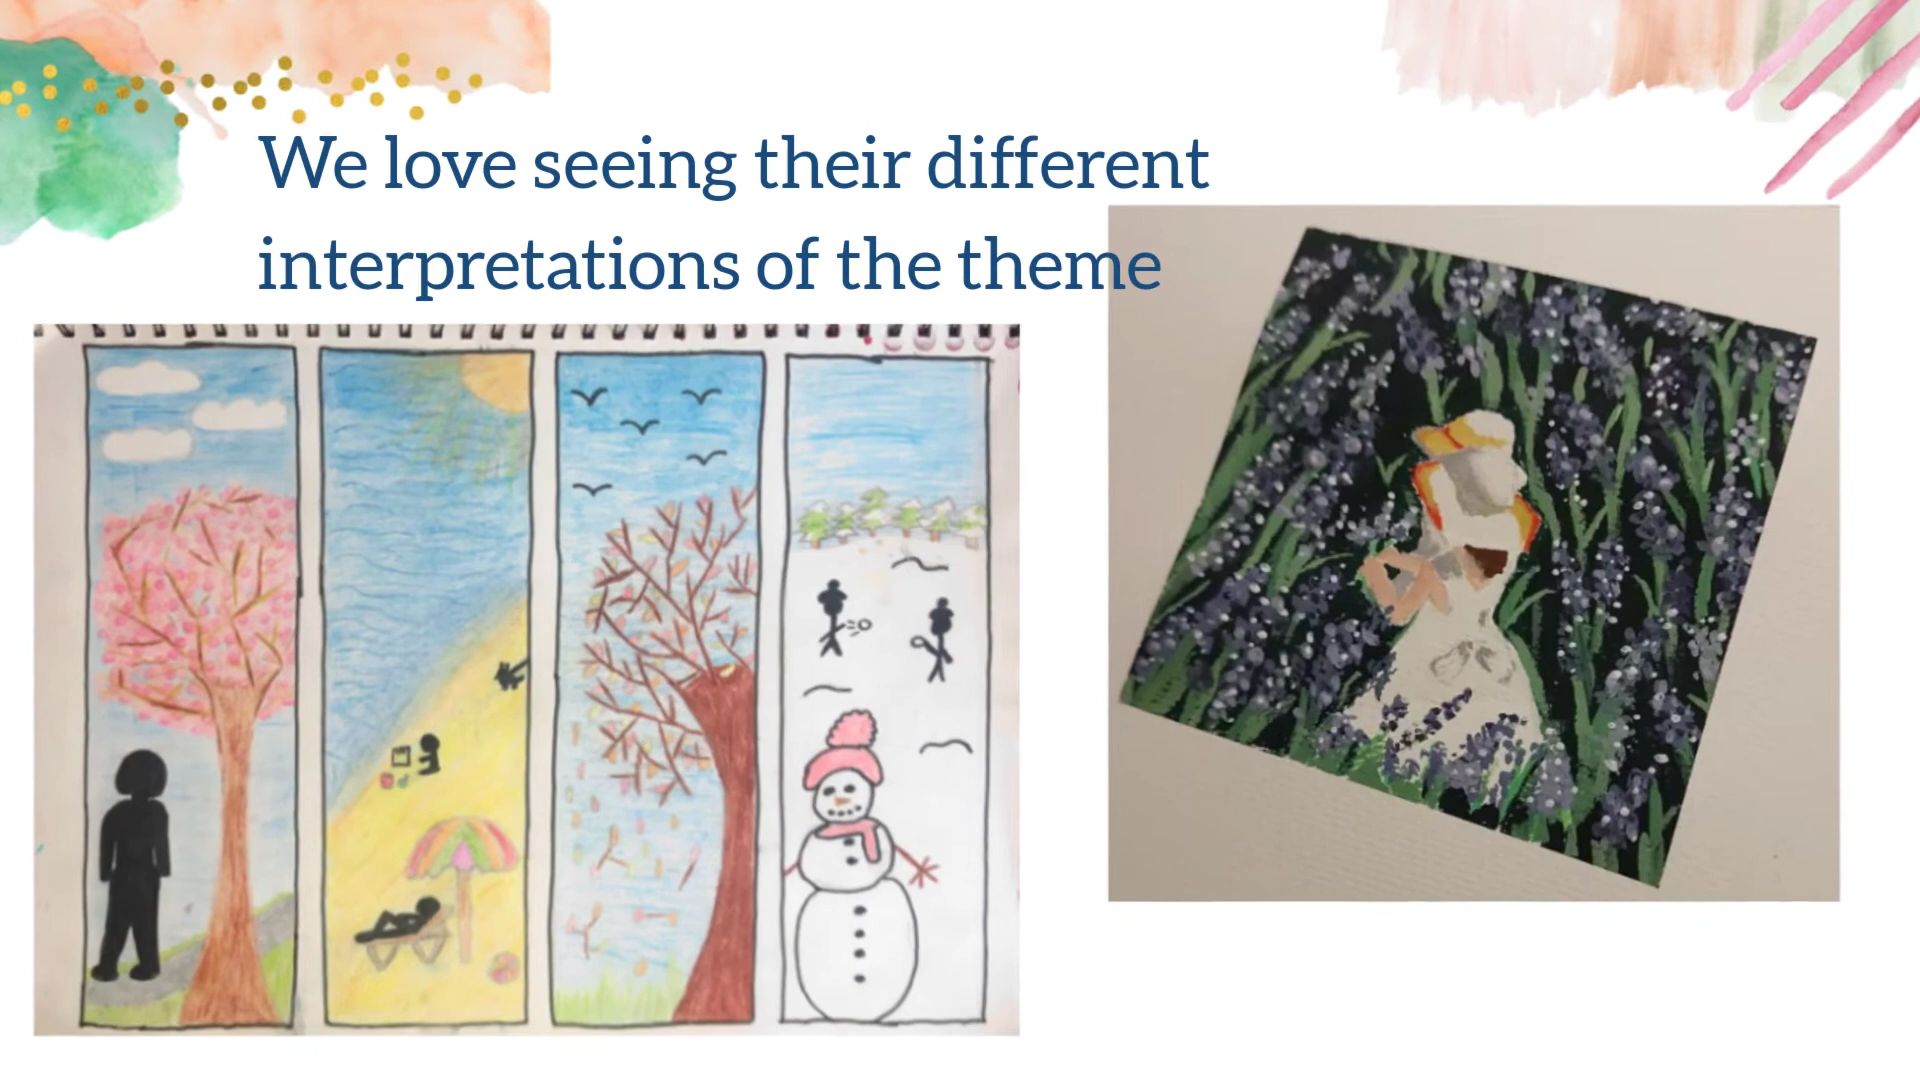 We love seeing their different
interpretations of the theme